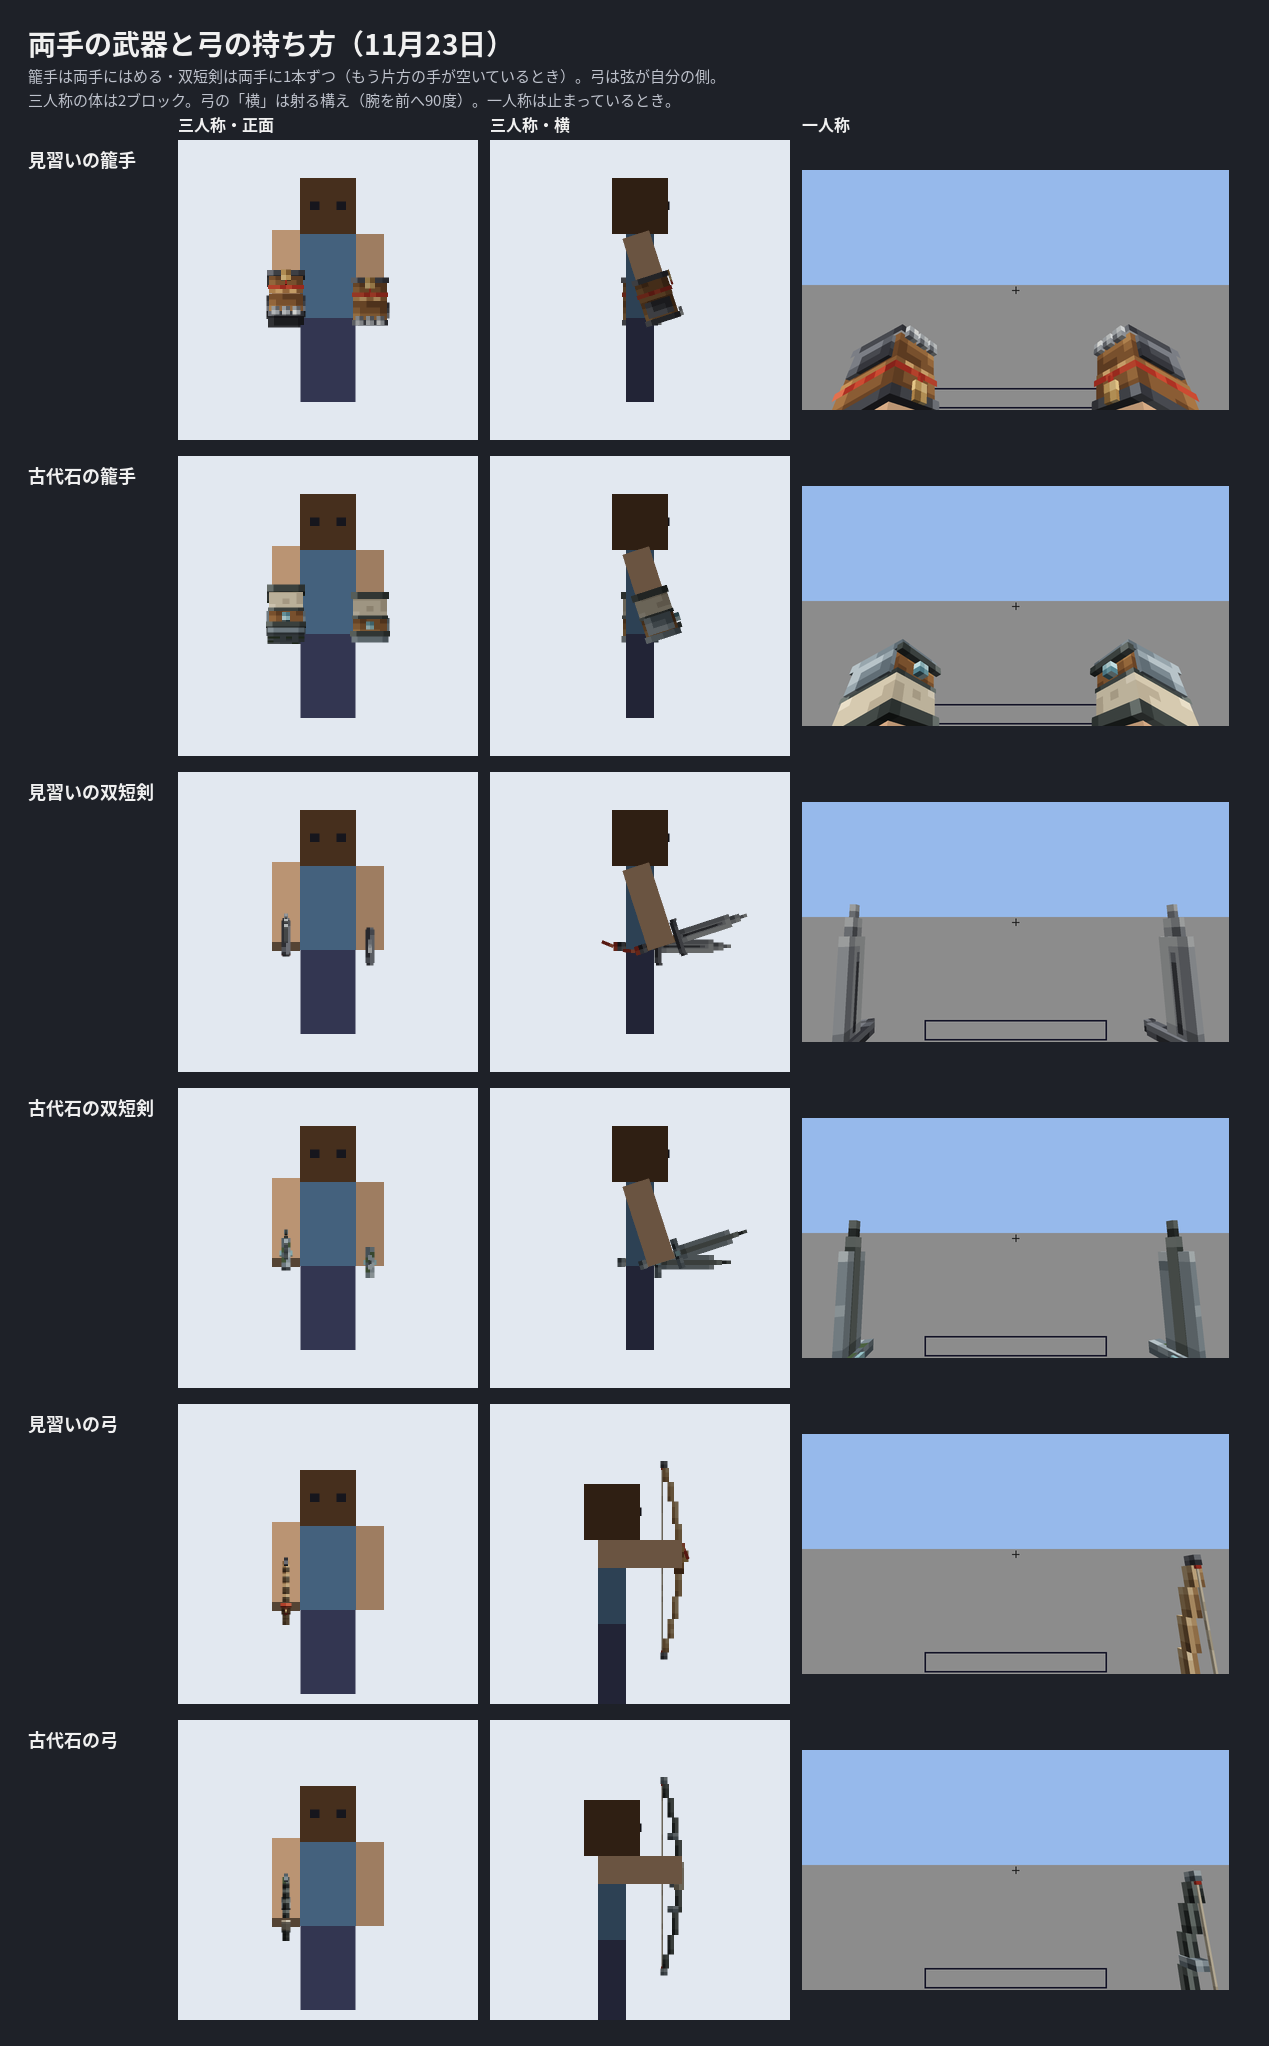 両手の武器と弓の持ち方（11月23日）
籠手は両手にはめる・双短剣は両手に1本ずつ（もう片方の手が空いているとき）。弓は弦が自分の側。
三人称の体は2ブロック。弓の「横」は射る構え（腕を前へ90度）。一人称は止まっているとき。
三人称・正面
三人称・横
一人称
見習いの籠手
古代石の籠手
見習いの双短剣
古代石の双短剣
見習いの弓
古代石の弓